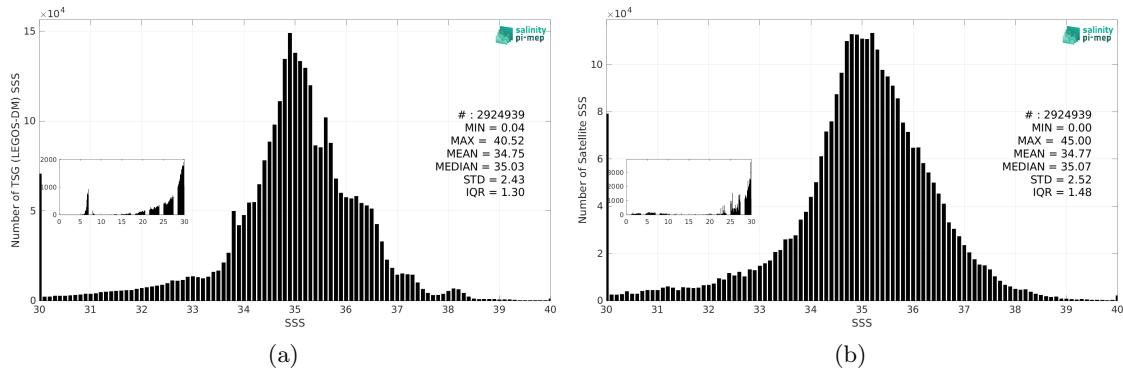 ×10⁴
15
10
5
0
Number of TSG (LEGOS-DM) SSS
30 31 32 33 34 35 36 37 38 39 40
SSS
salinity
pi-mep
# : 2924939
MIN = 0.04
MAX = 40.52
MEAN = 34.75
MEDIAN = 35.03
STD = 2.43
IQR = 1.30
2000
1000
0
0 5 10 15 20 25 30
(a)
×10⁴
10
8
6
4
2
0
Number of Satellite SSS
30 31 32 33 34 35 36 37 38 39 40
SSS
salinity
pi-mep
# : 2924939
MIN = 0.00
MAX = 45.00
MEAN = 34.77
MEDIAN = 35.07
STD = 2.52
IQR = 1.48
3000
2000
1000
0
0 5 10 15 20 25 30
(b)